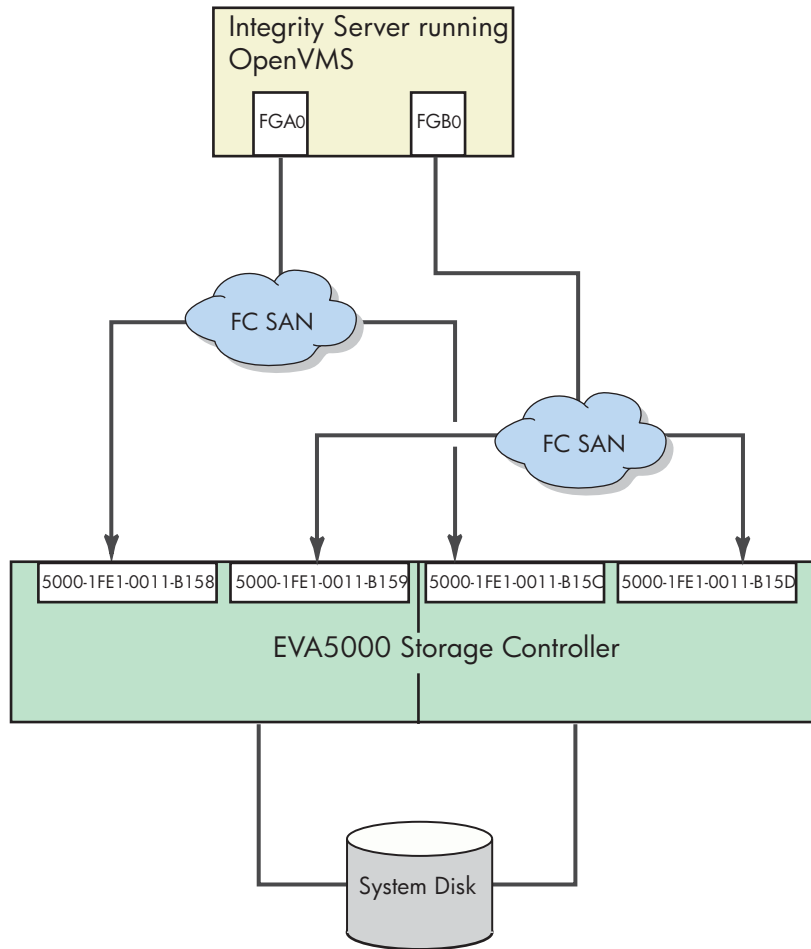 Integrity Server running
OpenVMS
FGA0
FGB0
FC SAN
FC SAN
5000-1FE1-0011-B158
5000-1FE1-0011-B159
5000-1FE1-0011-B15C
5000-1FE1-0011-B15D
EVA5000 Storage Controller
System Disk